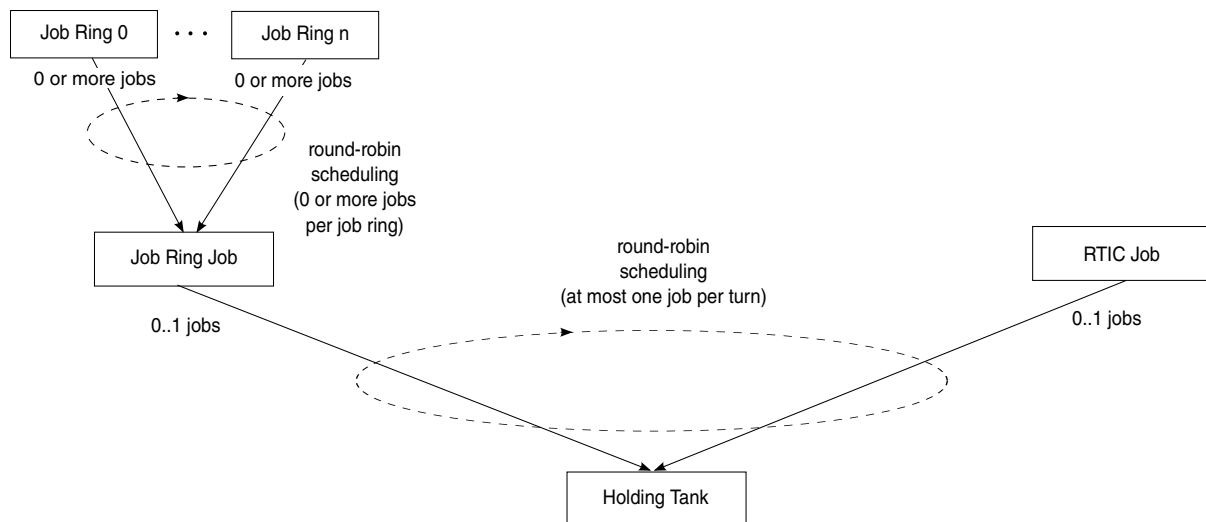 Job Ring 0
. . .
Job Ring n
0 or more jobs
0 or more jobs
round-robin
scheduling
(0 or more jobs
per job ring)
Job Ring Job
round-robin
scheduling
(at most one job per turn)
RTIC Job
0..1 jobs
0..1 jobs
Holding Tank